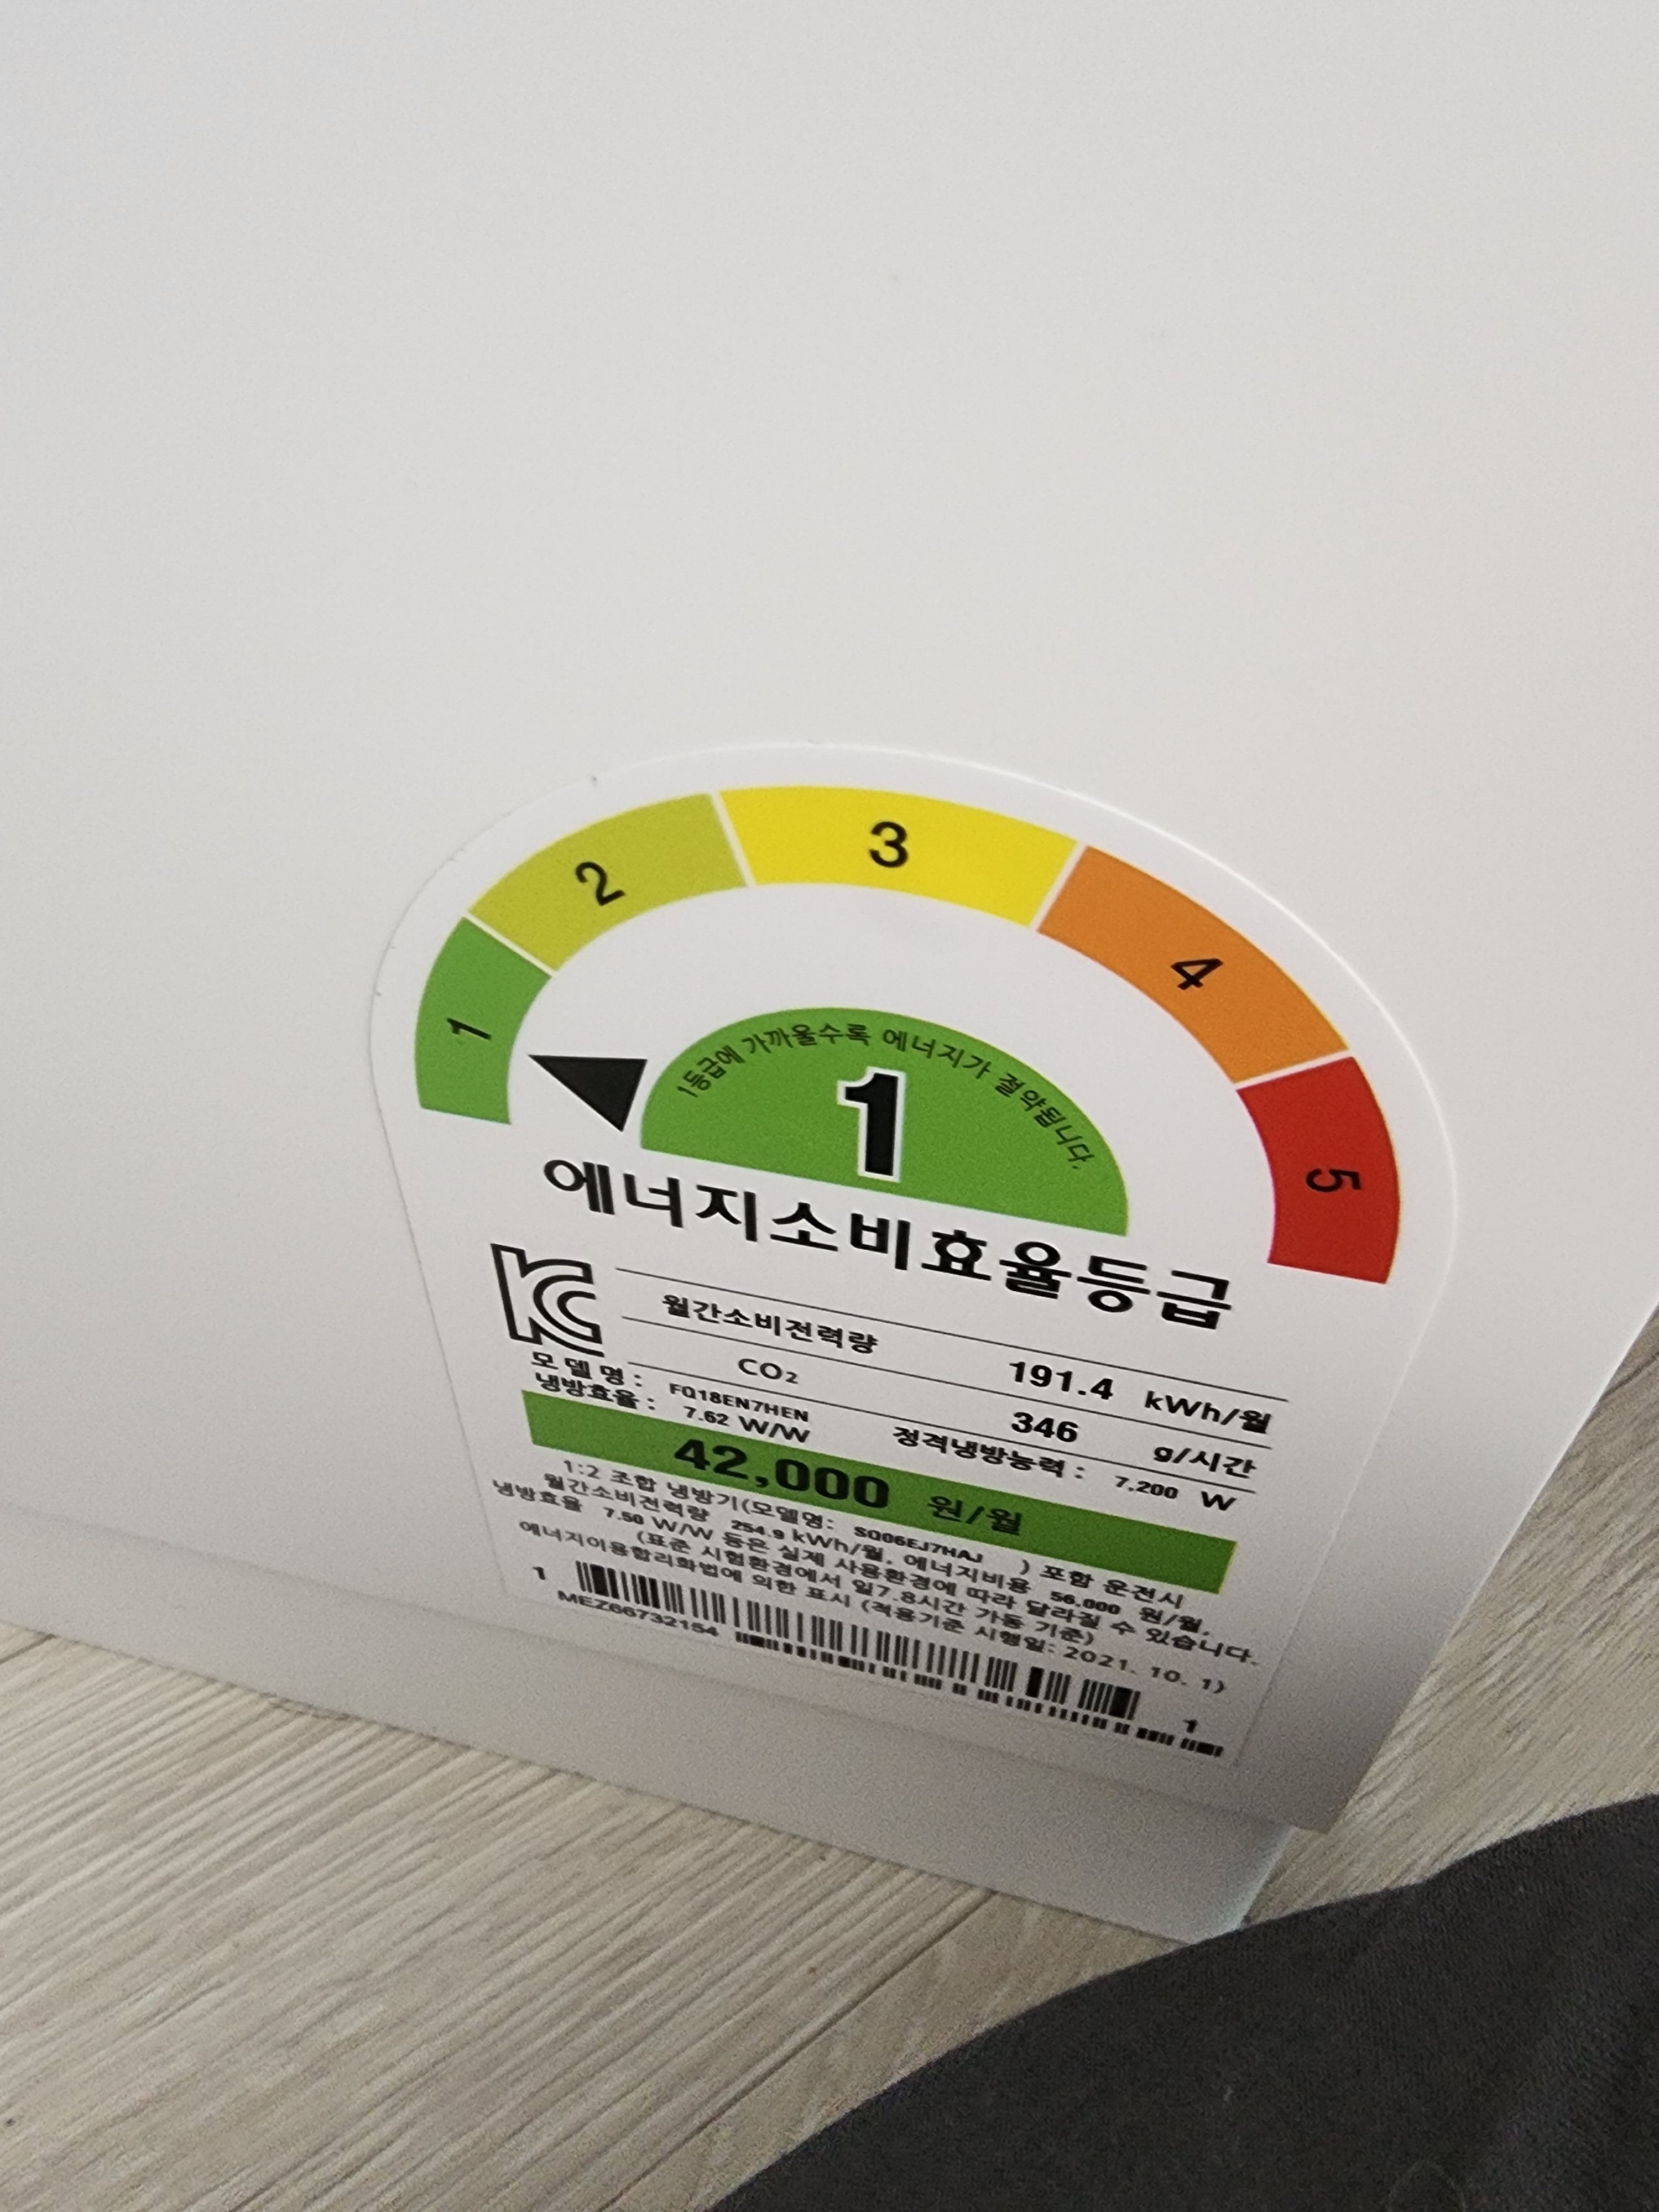 1
2
3
4
5
1등급에 가까울수록 에너지가 절약됩니다.
1
에너지소비효율등급
KC
월간소비전력량 191.4 kWh/월
CO₂ 346 g/시간
모델명 : FQ18EN7HEN
냉방효율 : 7.62 W/W 정격냉방능력 : 7.200 W
42,000 원/월
1:2 조합 냉방기(모델명: SQ06EJ7HAJ ) 포함 운전시
월간소비전력량 254.9 kWh/월, 에너지비용 56.000 원/월,
냉방효율 7.50 W/W 등은 실제 사용환경에 따라 달라질 수 있습니다.
(표준 시험환경에서 일7.8시간 가동 기준)
에너지이용합리화법에 의한 표시 (적용기준 시행일: 2021. 10. 1)
1
MEZ66732154
1